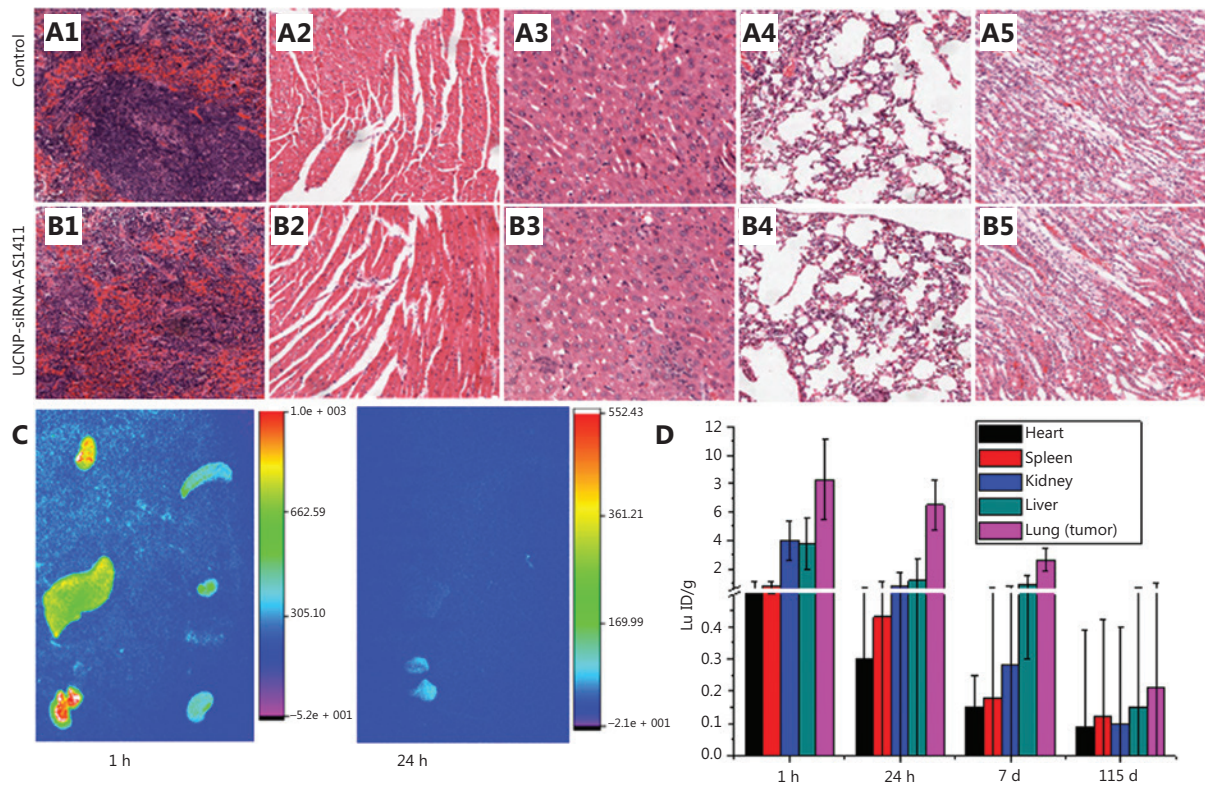 Control
A1
A2
A3
A4
A5
UCNP-siRNA-AS1411
B1
B2
B3
B4
B5
C
1.0e + 003
662.59
305.10
−5.2e + 001
1 h
552.43
361.21
169.99
−2.1e + 001
24 h
D
Lu ID/g
12
10
3
6
4
2
0.4
0.3
0.2
0.1
0.0
Heart
Spleen
Kidney
Liver
Lung (tumor)
1 h
24 h
7 d
115 d